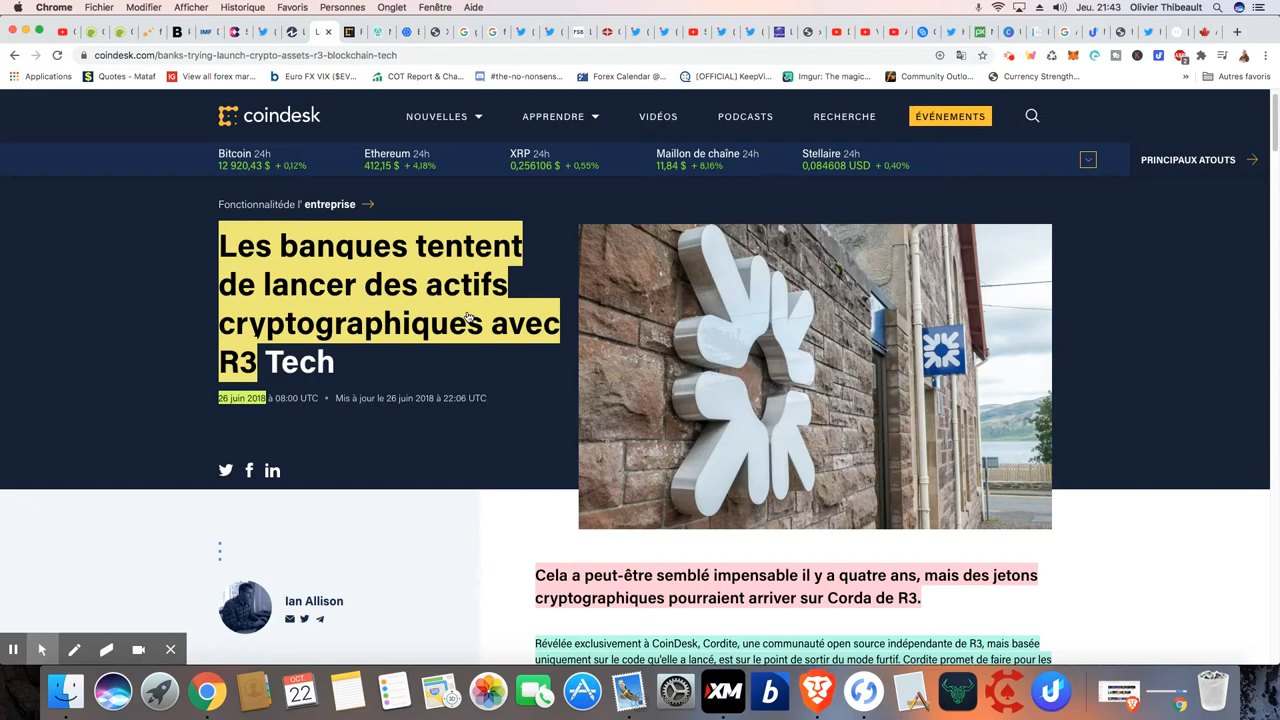 Chrome Fichier Modifier Afficher Historique Favoris Personnes Onglet Fenêtre Aide
Jeu. 21:43 Olivier Thibeault
coindesk.com/banks-trying-launch-crypto-assets-r3-blockchain-tech
Applications Quotes - Mataf View all forex mar... Euro FX VIX ($EV... COT Report & Cha... #the-no-nonsens... Forex Calendar @... [OFFICIAL] KeepVi... Imgur: The magic... Community Outlo... Currency Strength... » Autres favoris
coindesk NOUVELLES APPRENDRE VIDÉOS PODCASTS RECHERCHE ÉVÉNEMENTS
Bitcoin 24h Ethereum 24h XRP 24h Maillon de chaîne 24h Stellaire 24h
12 920,43 $ + 0,12% 412,15 $ + 4,18% 0,256106 $ + 0,55% 11,84 $ + 8,16% 0,084608 USD + 0,40%
PRINCIPAUX ATOUTS
Fonctionnalitéde l' entreprise
Les banques tentent
de lancer des actifs
cryptographiques avec
R3 Tech
26 juin 2018 à 08:00 UTC • Mis à jour le 26 juin 2018 à 22:06 UTC
Ian Allison
Cela a peut-être semblé impensable il y a quatre ans, mais des jetons
cryptographiques pourraient arriver sur Corda de R3.
Révélée exclusivement à CoinDesk, Cordite, une communauté open source indépendante de R3, mais basée
uniquement sur le code qu'elle a lancé, est sur le point de sortir du mode furtif. Cordite promet de faire pour les
OCT.
22
XM
b